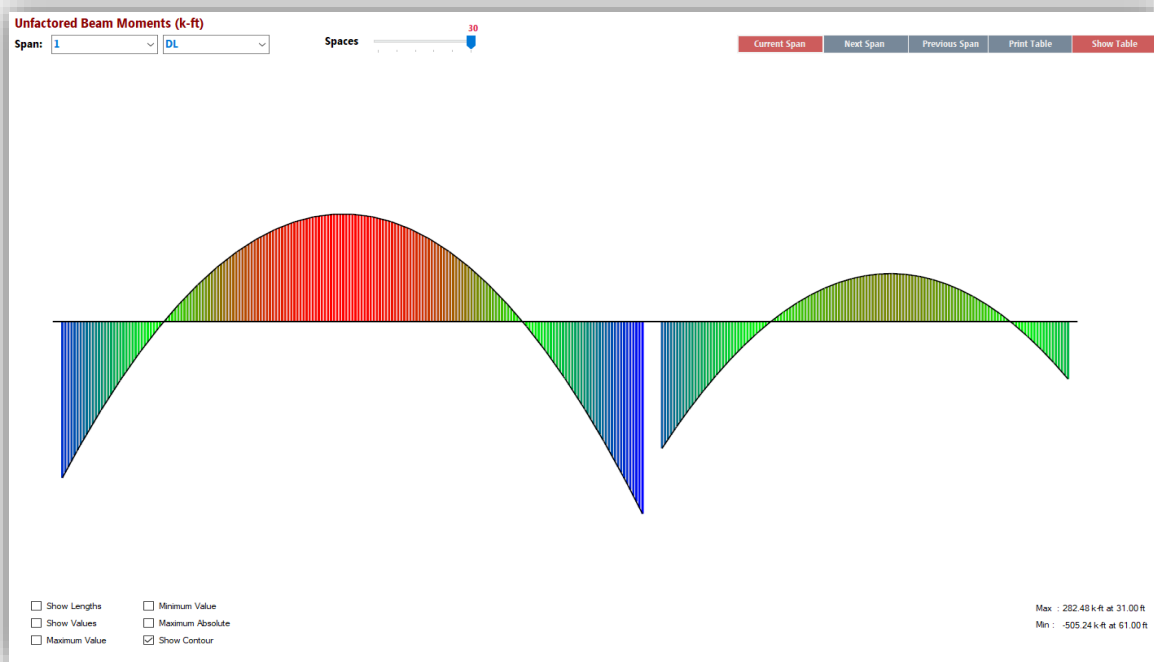 Unfactored Beam Moments (k-ft)
Span: 1 DL Spaces 30 Current Span Next Span Previous Span Print Table Show Table
Show Lengths Minimum Value
Show Values Maximum Absolute
Maximum Value Show Contour
Max : 282.48 k-ft at 31.00 ft
Min : -505.24 k-ft at 61.00 ft